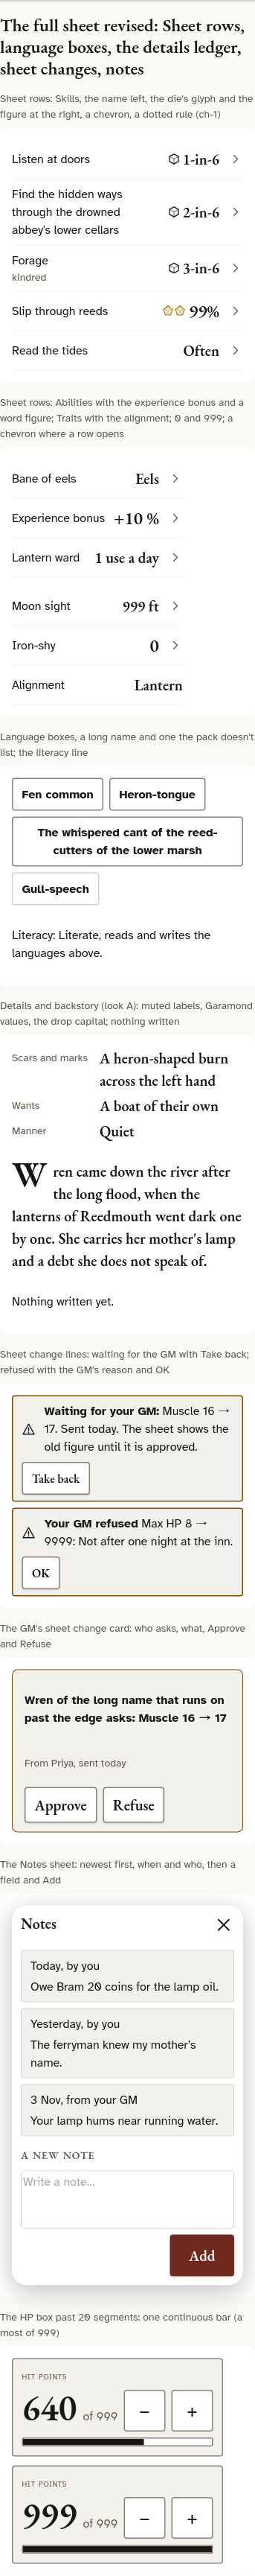 The full sheet revised: Sheet rows,
language boxes, the details ledger,
sheet changes, notes
Sheet rows: Skills, the name left, the die's glyph and the
figure at the right, a chevron, a dotted rule (ch-1)
Listen at doors 1-in-6
Find the hidden ways
through the drowned
abbey's lower cellars
2-in-6
Forage
kindred
3-in-6
Slip through reeds 99%
Read the tides Often
Sheet rows: Abilities with the experience bonus and a
word figure; Traits with the alignment; 0 and 999; a
chevron where a row opens
Bane of eels Eels
Experience bonus +10 %
Lantern ward 1 use a day
Moon sight 999 ft
Iron-shy 0
Alignment Lantern
Language boxes, a long name and one the pack doesn't
list; the literacy line
Fen common Heron-tongue
The whispered cant of the reed-
cutters of the lower marsh
Gull-speech
Literacy: Literate, reads and writes the
languages above.
Details and backstory (look A): muted labels, Garamond
values, the drop capital; nothing written
Scars and marks A heron-shaped burn
across the left hand
Wants A boat of their own
Manner Quiet
Wren came down the river after
the long flood, when the
lanterns of Reedmouth went dark one
by one. She carries her mother's lamp
and a debt she does not speak of.
Nothing written yet.
Sheet change lines: waiting for the GM with Take back;
refused with the GM's reason and OK
Waiting for your GM: Muscle 16 →
17. Sent today. The sheet shows the
old figure until it is approved.
Take back
Your GM refused Max HP 8 →
9999: Not after one night at the inn.
OK
The GM's sheet change card: who asks, what, Approve
and Refuse
Wren of the long name that runs on
past the edge asks: Muscle 16 → 17
From Priya, sent today
Approve Refuse
The Notes sheet: newest first, when and who, then a
field and Add
Notes
Today, by you
Owe Bram 20 coins for the lamp oil.
Yesterday, by you
The ferryman knew my mother's
name.
3 Nov, from your GM
Your lamp hums near running water.
A NEW NOTE
Write a note...
Add
The HP box past 20 segments: one continuous bar (a
most of 999)
HIT POINTS
640 of 999 − +
HIT POINTS
999 of 999 − +